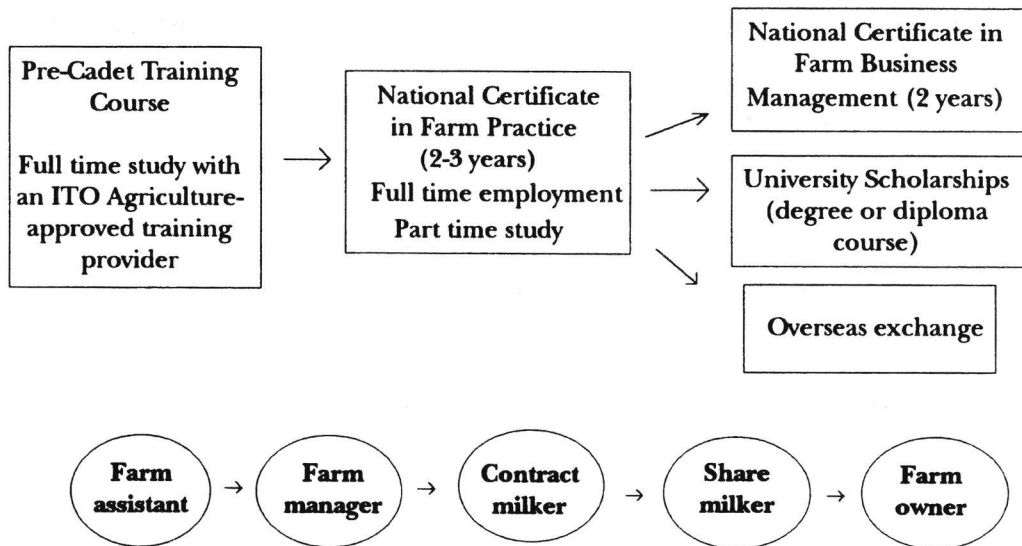 Pre-Cadet Training
Course
Full time study with
an ITO Agriculture-
approved training
provider
National Certificate
in Farm Practice
(2-3 years)
Full time employment
Part time study
National Certificate in
Farm Business
Management (2 years)
University Scholarships
(degree or diploma
course)
Overseas exchange
Farm
assistant
Farm
manager
Contract
milker
Share
milker
Farm
owner